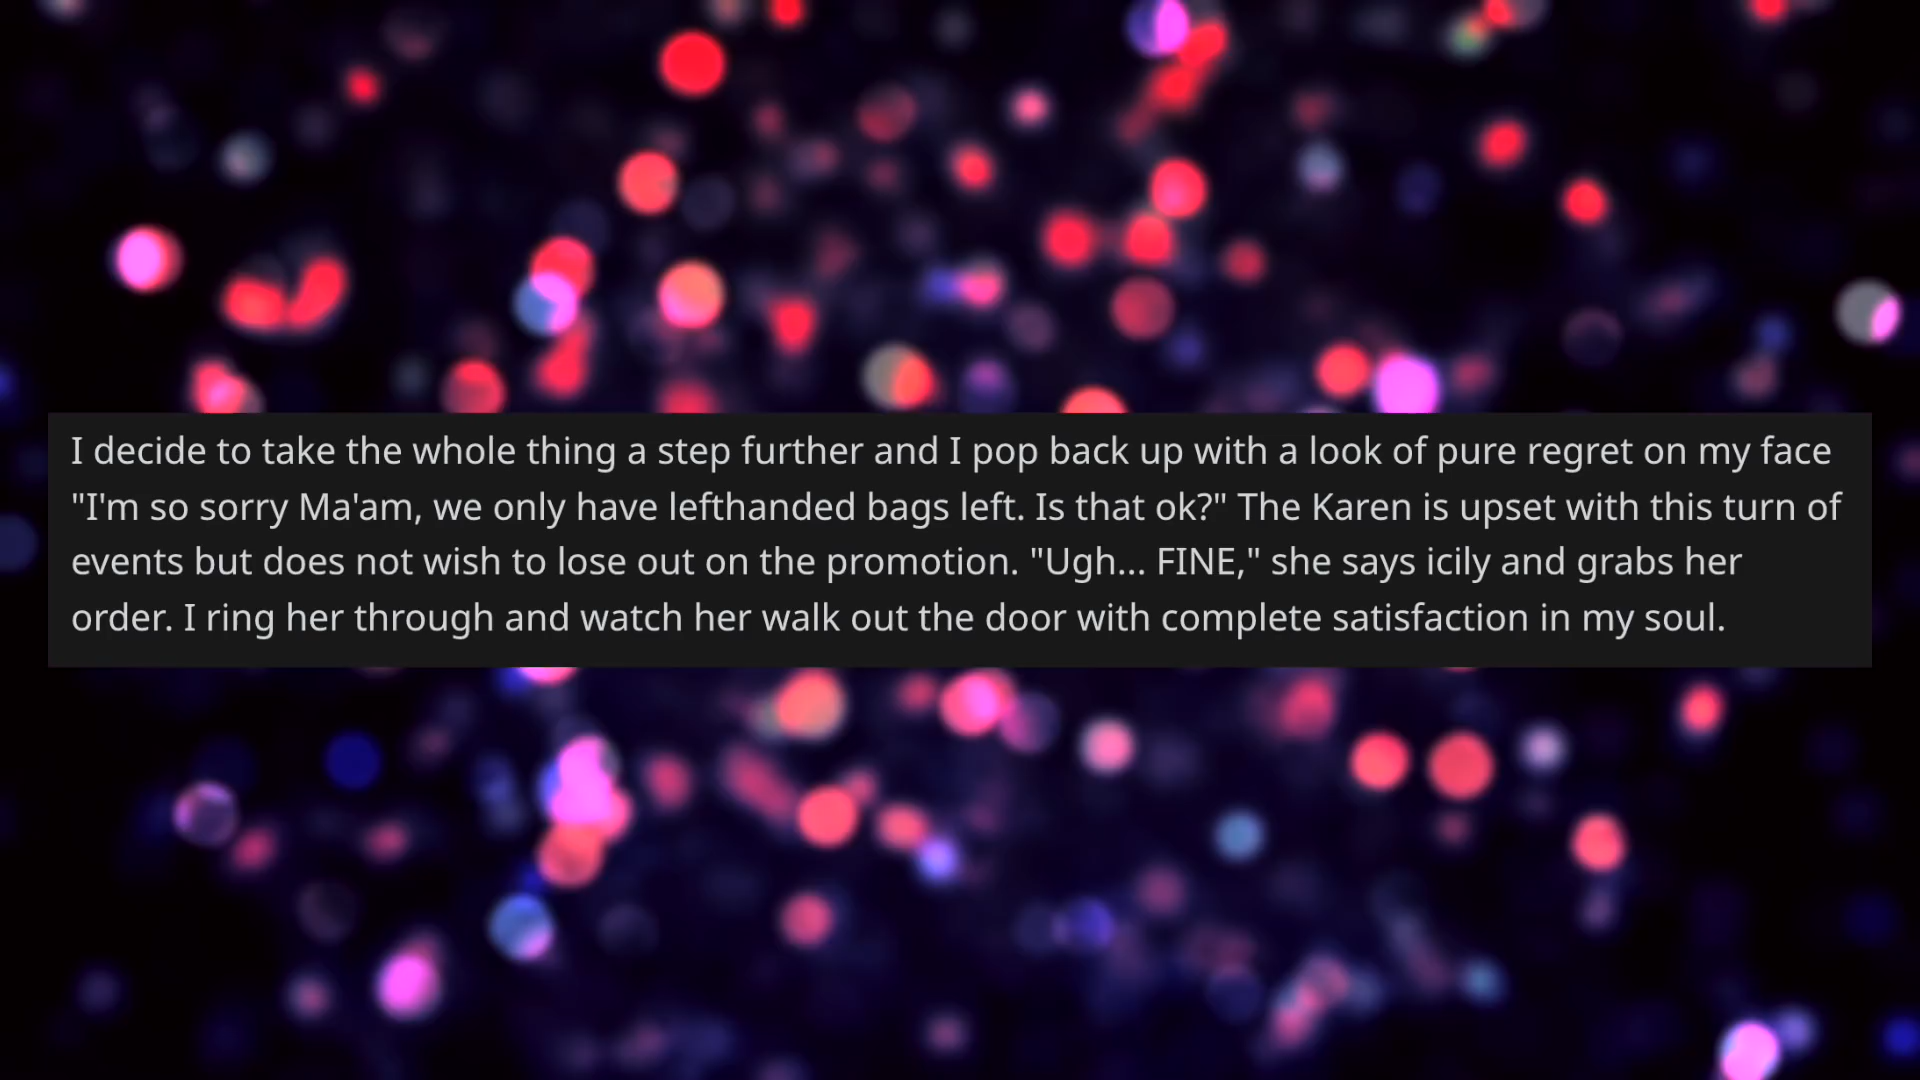 I decide to take the whole thing a step further and I pop back up with a look of pure regret on my face
"I'm so sorry Ma'am, we only have lefthanded bags left. Is that ok?" The Karen is upset with this turn of
events but does not wish to lose out on the promotion. "Ugh... FINE," she says icily and grabs her
order. I ring her through and watch her walk out the door with complete satisfaction in my soul.